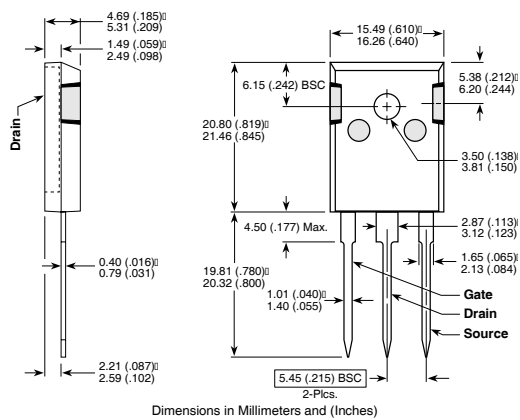 4.69 (.185)▯
5.31 (.209)
1.49 (.059)▯
2.49 (.098)
Drain
0.40 (.016)▯
0.79 (.031)
2.21 (.087)▯
2.59 (.102)
15.49 (.610)▯
16.26 (.640)
6.15 (.242) BSC
5.38 (.212)▯
6.20 (.244)
20.80 (.819)▯
21.46 (.845)
3.50 (.138)▯
3.81 (.150)
4.50 (.177) Max.
2.87 (.113)▯
3.12 (.123)
1.65 (.065)▯
2.13 (.084)
19.81 (.780)▯
20.32 (.800)
1.01 (.040)▯
1.40 (.055)
Gate
Drain
Source
5.45 (.215) BSC
2-Plcs.
Dimensions in Millimeters and (Inches)